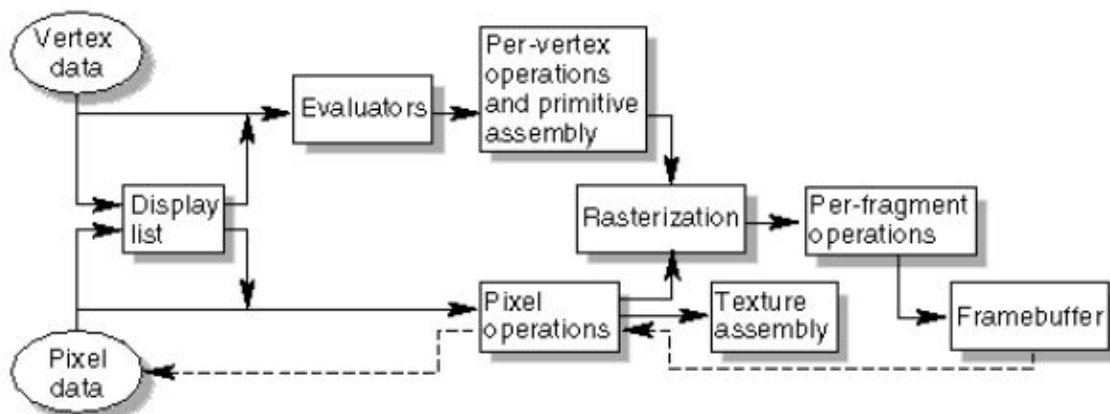 Vertex
data
Evaluators
Per-vertex
operations
and primitive
assembly
Display
list
Rasterization
Per-fragment
operations
Pixel
operations
Texture
assembly
Framebuffer
Pixel
data